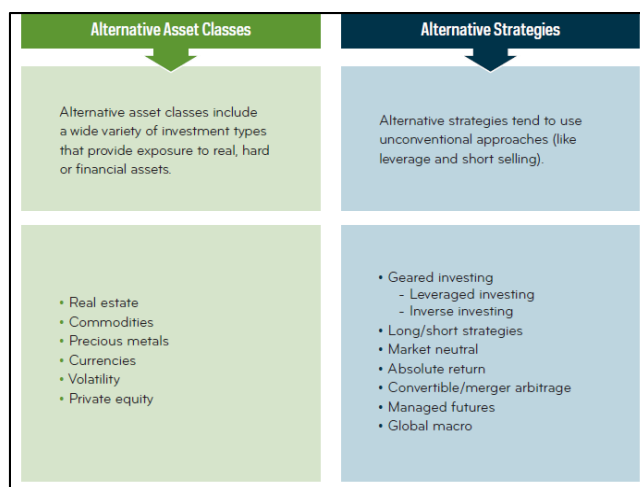 Alternative Asset Classes
Alternative asset classes include
a wide variety of investment types
that provide exposure to real, hard
or financial assets.
• Real estate
• Commodities
• Precious metals
• Currencies
• Volatility
• Private equity
Alternative Strategies
Alternative strategies tend to use
unconventional approaches (like
leverage and short selling).
• Geared investing
- Leveraged investing
- Inverse investing
• Long/short strategies
• Market neutral
• Absolute return
• Convertible/merger arbitrage
• Managed futures
• Global macro